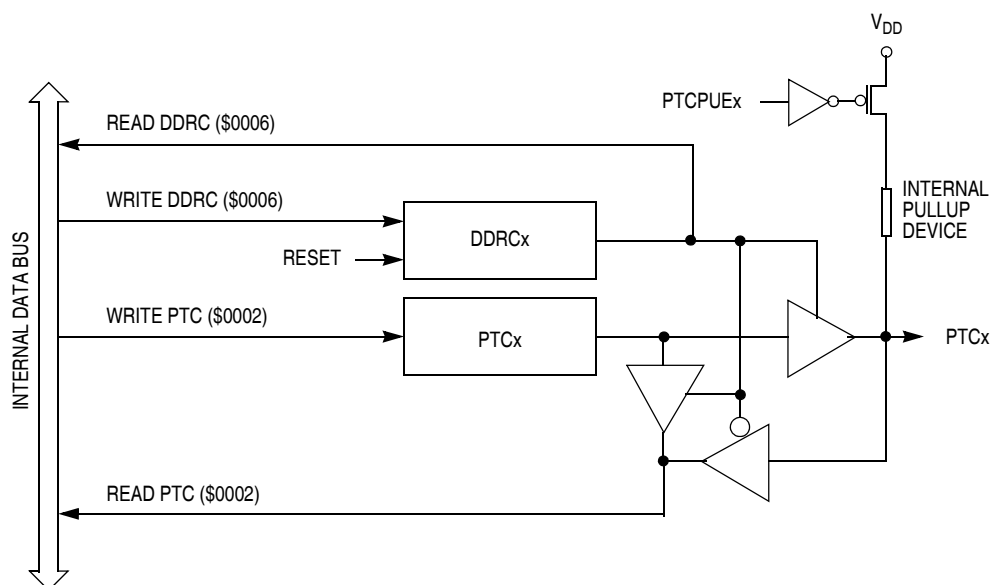 VDD
PTCPUEx
READ DDRC ($0006)
WRITE DDRC ($0006)
INTERNAL
PULLUP
DEVICE
DDRCx
RESET
INTERNAL DATA BUS
WRITE PTC ($0002)
PTCx
PTCx
READ PTC ($0002)